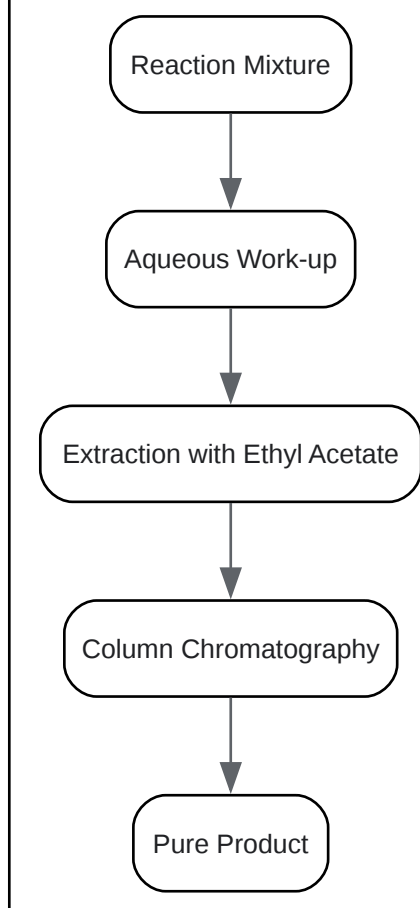 Reaction Mixture
Aqueous Work-up
Extraction with Ethyl Acetate
Column Chromatography
Pure Product